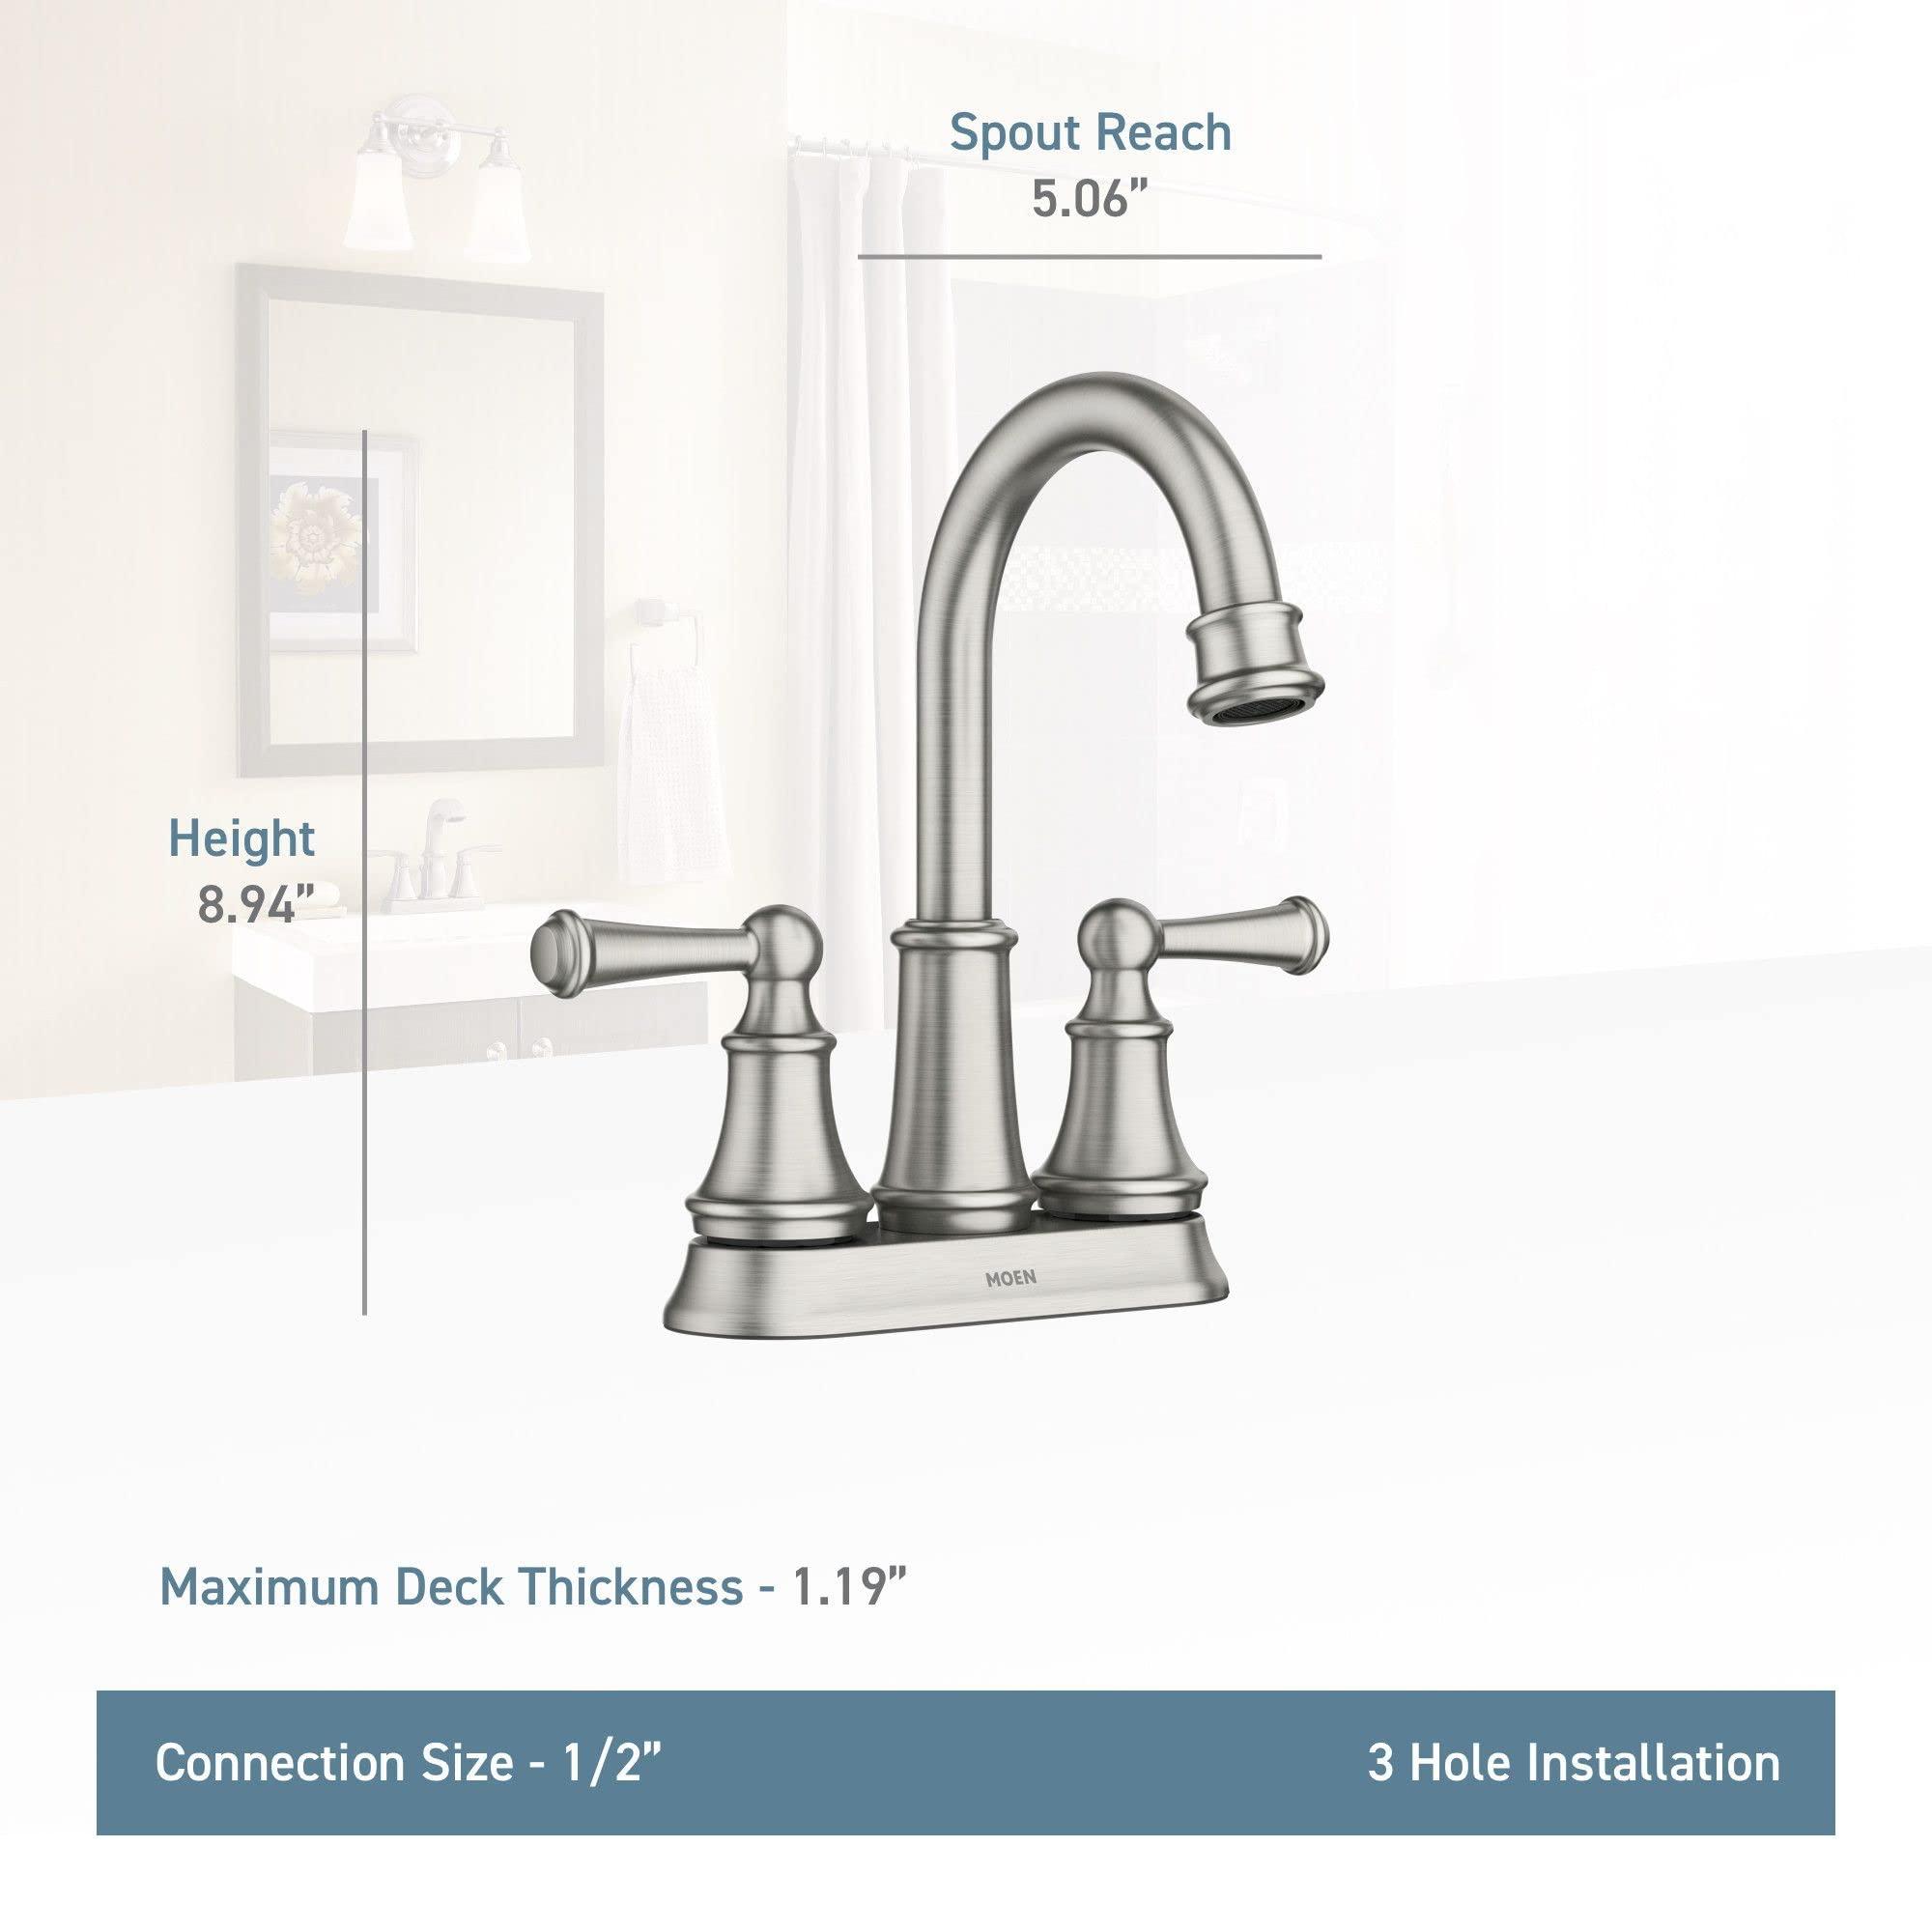 Spout Reach
5.06”
Height
8.94”
MOEN
Maximum Deck Thickness - 1.19”
Connection Size - 1/2”
3 Hole Installation